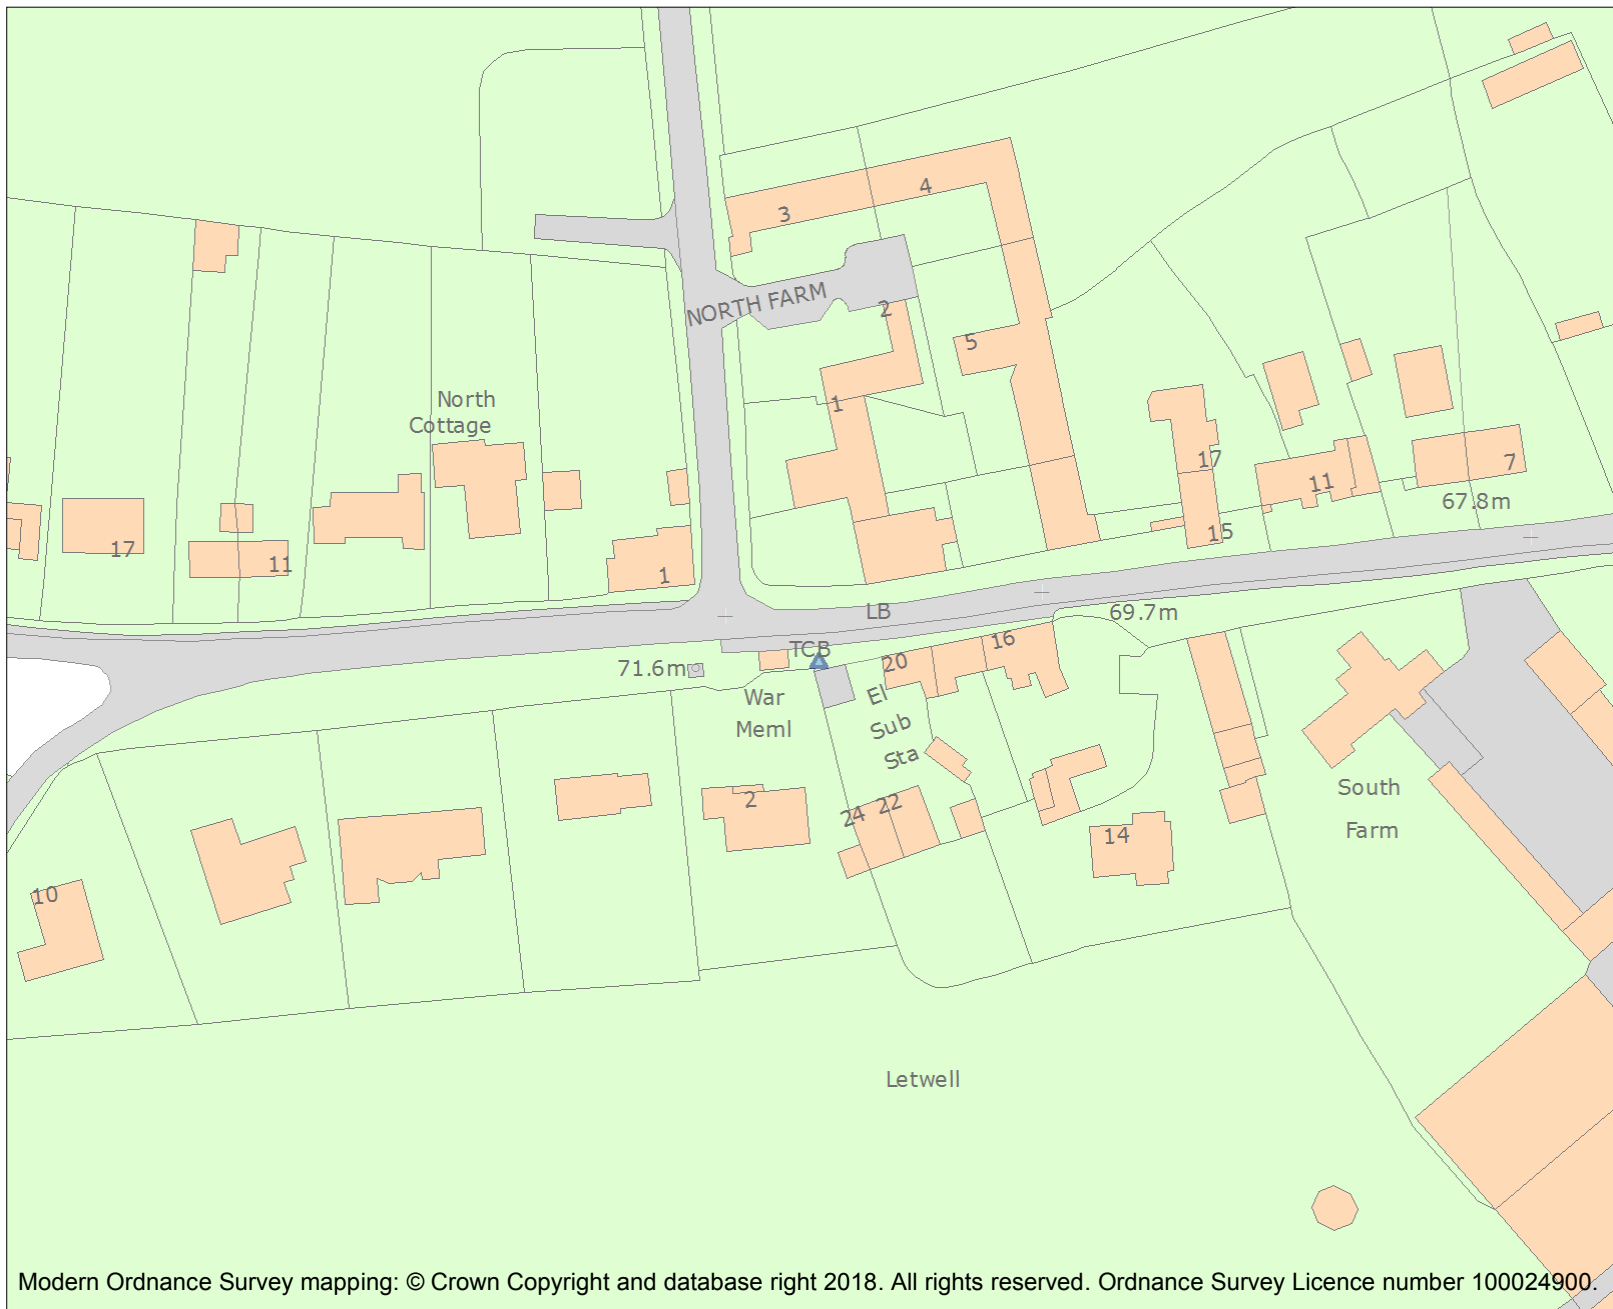 3
4
NORTH FARM
2
5
North
Cottage
1
17
11
7
67.8m
17
11
15
1
LB
69.7m
TCB
16
20
71.6m
War
Meml
El
Sub
Sta
2
24
22
14
South
Farm
10
Letwell
Modern Ordnance Survey mapping: © Crown Copyright and database right 2018. All rights reserved. Ordnance Survey Licence number 100024900.